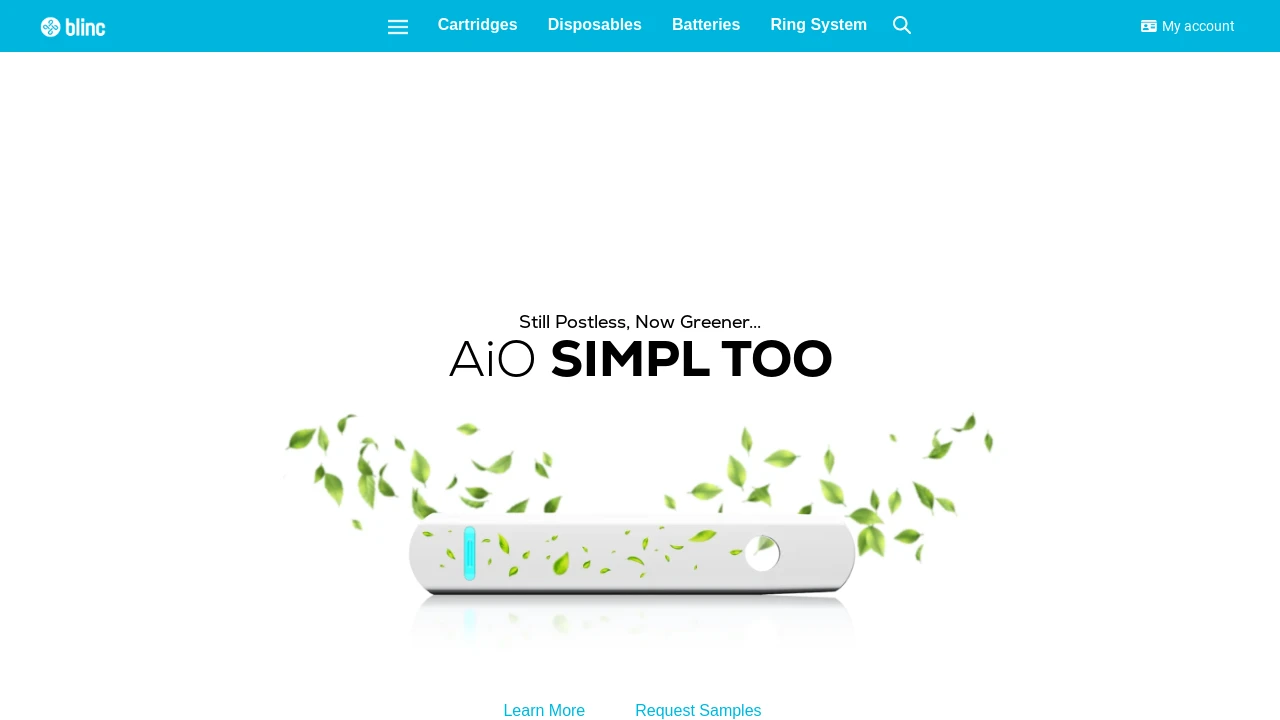 blinc
Cartridges
Disposables
Batteries
Ring System
My account
Still Postless, Now Greener...
AiO SIMPL TOO
Learn More
Request Samples